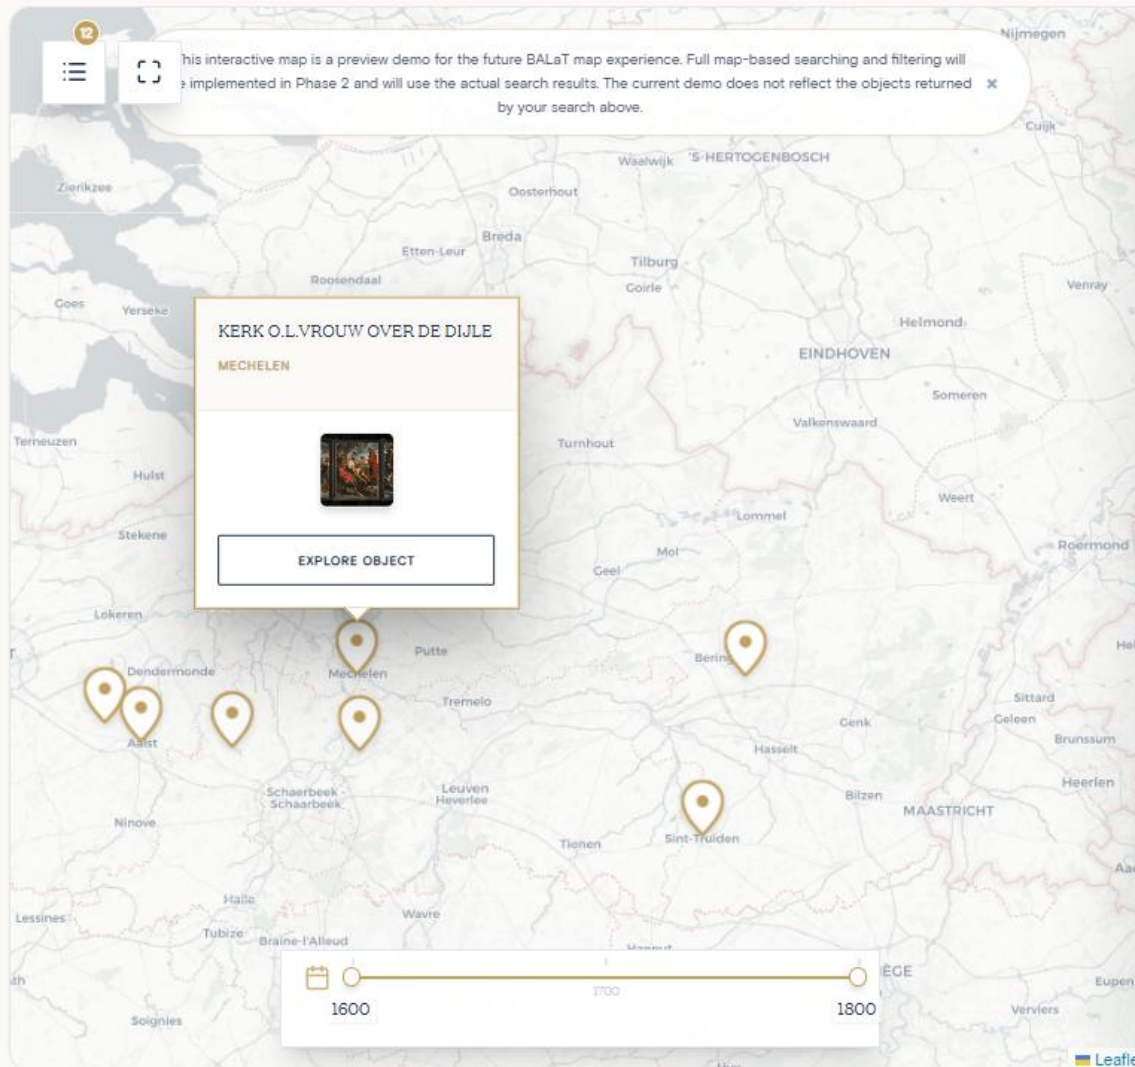 12
Nijmegen
This interactive map is a preview demo for the future BALaT map experience. Full map-based searching and filtering will
e implemented in Phase 2 and will use the actual search results. The current demo does not reflect the objects returned
by your search above.
×
Cuijk
Waalwijk
'S-HERTOGENBOSCH
Zierikzee
Oosterhout
Breda
Etten-Leur
Tilburg
Roosendaal
Goirle
Venray
Goes
Yerseke
Helmond
KERK O.L.VROUW OVER DE DIJLE
EINDHOVEN
MECHELEN
Someren
Valkenswaard
Terneuzen
Turnhout
Hulst
Weert
Lommel
Stekene
Roermond
Mol
EXPLORE OBJECT
Geel
Lokeren
Putte
Bering
Dendermonde
Mechelen
Tremelo
Sittard
Geleen
Genk
Aalst
Brunssum
Hasselt
Heerlen
Schaerbeek -
Schaarbeek
Leuven
Heverlee
Bilzen
MAASTRICHT
Ninove
Sint-Truiden
Tienen
Halle
Lessines
Wavre
Tubize
Braine-l'Alleud
Hannut
ÈGE
Eupen
1700
1600
1800
Verviers
Soignies
Leafle